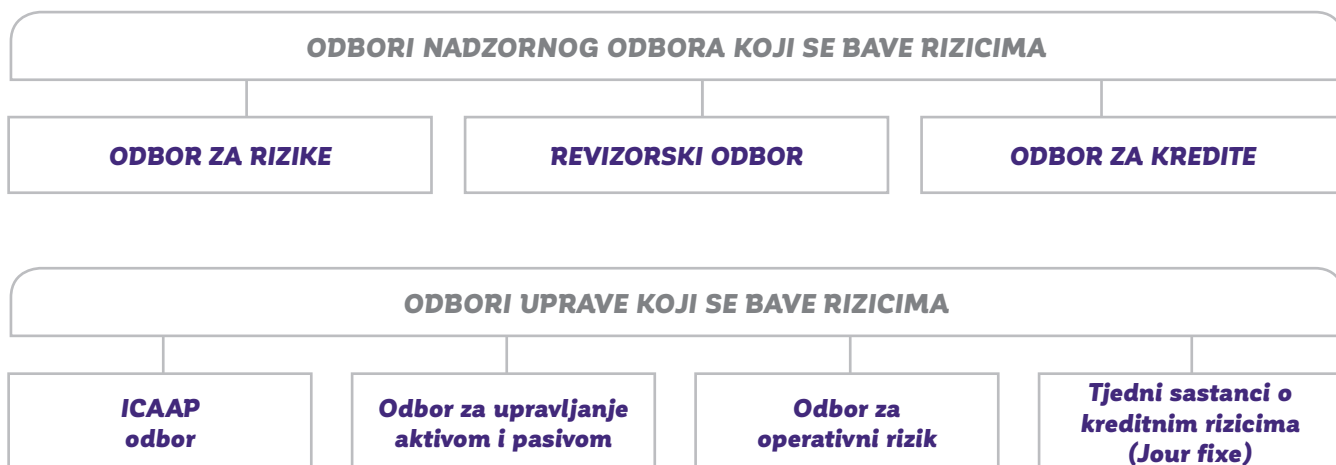 ODBORI NADZORNOG ODBORA KOJI SE BAVE RIZICIMA
ODBOR ZA RIZIKE
REVIZORSKI ODBOR
ODBOR ZA KREDITE
ODBORI UPRAVE KOJI SE BAVE RIZICIMA
ICAAP
odbor
Odbor za upravljanje
aktivom i pasivom
Odbor za
operativni rizik
Tjedni sastanci o
kreditnim rizicima
(Jour fixe)